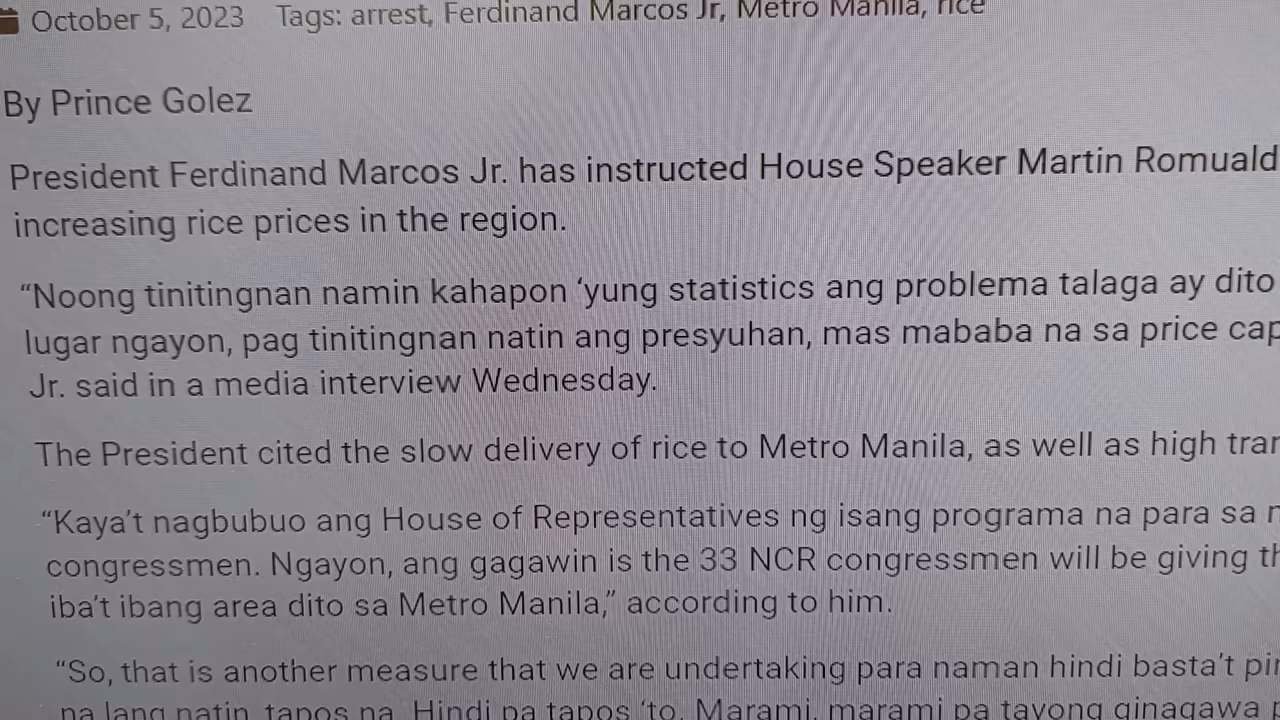 October 5, 2023 Tags: arrest, Ferdinand Marcos Jr, Metro Manila, rice
By Prince Golez
President Ferdinand Marcos Jr. has instructed House Speaker Martin Romuald
increasing rice prices in the region.
“Noong tinitingnan namin kahapon ‘yung statistics ang problema talaga ay dito
lugar ngayon, pag tinitingnan natin ang presyuhan, mas mababa na sa price cap
Jr. said in a media interview Wednesday.
The President cited the slow delivery of rice to Metro Manila, as well as high
“Kaya’t nagbubuo ang House of Representatives ng isang programa na para sa
congressmen. Ngayon, ang gagawin is the 33 NCR congressmen will be giving
iba’t ibang area dito sa Metro Manila,” according to him.
“So, that is another measure that we are undertaking para naman hindi basta’t
na lang natin, tapos na. Hindi pa tapos ‘to. Marami, marami pa tayong ginagawa